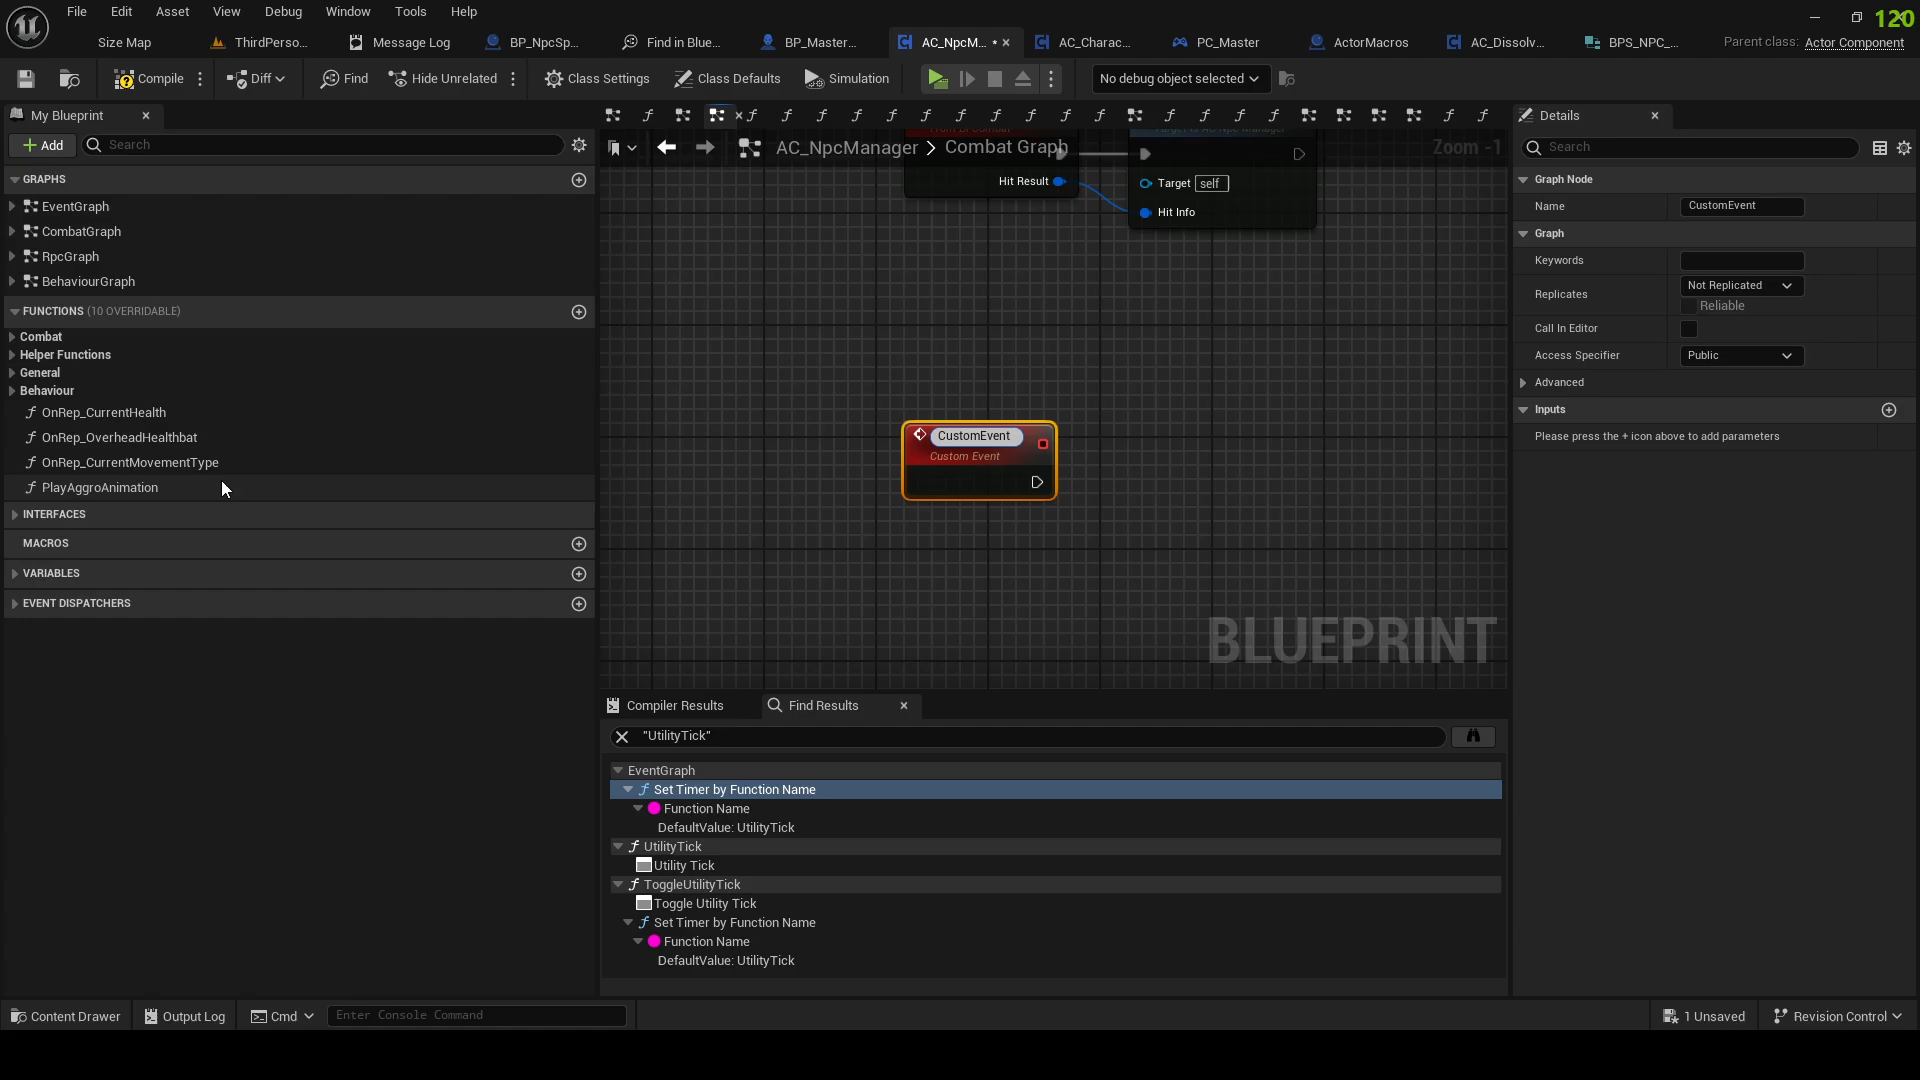 File Edit Asset View Debug Window Tools Help
120
Size Map ThirdPerso... Message Log BP_NpcSp... Find in Blue... BP_Master... AC_NpcM... • AC_Charac... PC_Master ActorMacros AC_Dissolv... BPS_NPC_... Parent class: Actor Component
Compile Diff Find Hide Unrelated Class Settings Class Defaults Simulation No debug object selected
My Blueprint
Details
Add Search
AC_NpcManager > Combat Graph
Zoom -1
Search
GRAPHS
EventGraph
CombatGraph
RpcGraph
BehaviourGraph
FUNCTIONS (10 OVERRIDABLE)
Combat
Helper Functions
General
Behaviour
OnRep_CurrentHealth
OnRep_OverheadHealthbat
OnRep_CurrentMovementType
PlayAggroAnimation
INTERFACES
MACROS
VARIABLES
EVENT DISPATCHERS
From BI Combat
Target is AC Npc Manager
Hit Result
Target self
Hit Info
CustomEvent
Custom Event
BLUEPRINT
Graph Node
Name CustomEvent
Graph
Keywords
Replicates Not Replicated
Reliable
Call In Editor
Access Specifier Public
Advanced
Inputs
Please press the + icon above to add parameters
Compiler Results Find Results
"UtilityTick"
EventGraph
Set Timer by Function Name
Function Name
DefaultValue: UtilityTick
UtilityTick
Utility Tick
ToggleUtilityTick
Toggle Utility Tick
Set Timer by Function Name
Function Name
DefaultValue: UtilityTick
Content Drawer Output Log Cmd Enter Console Command 1 Unsaved Revision Control